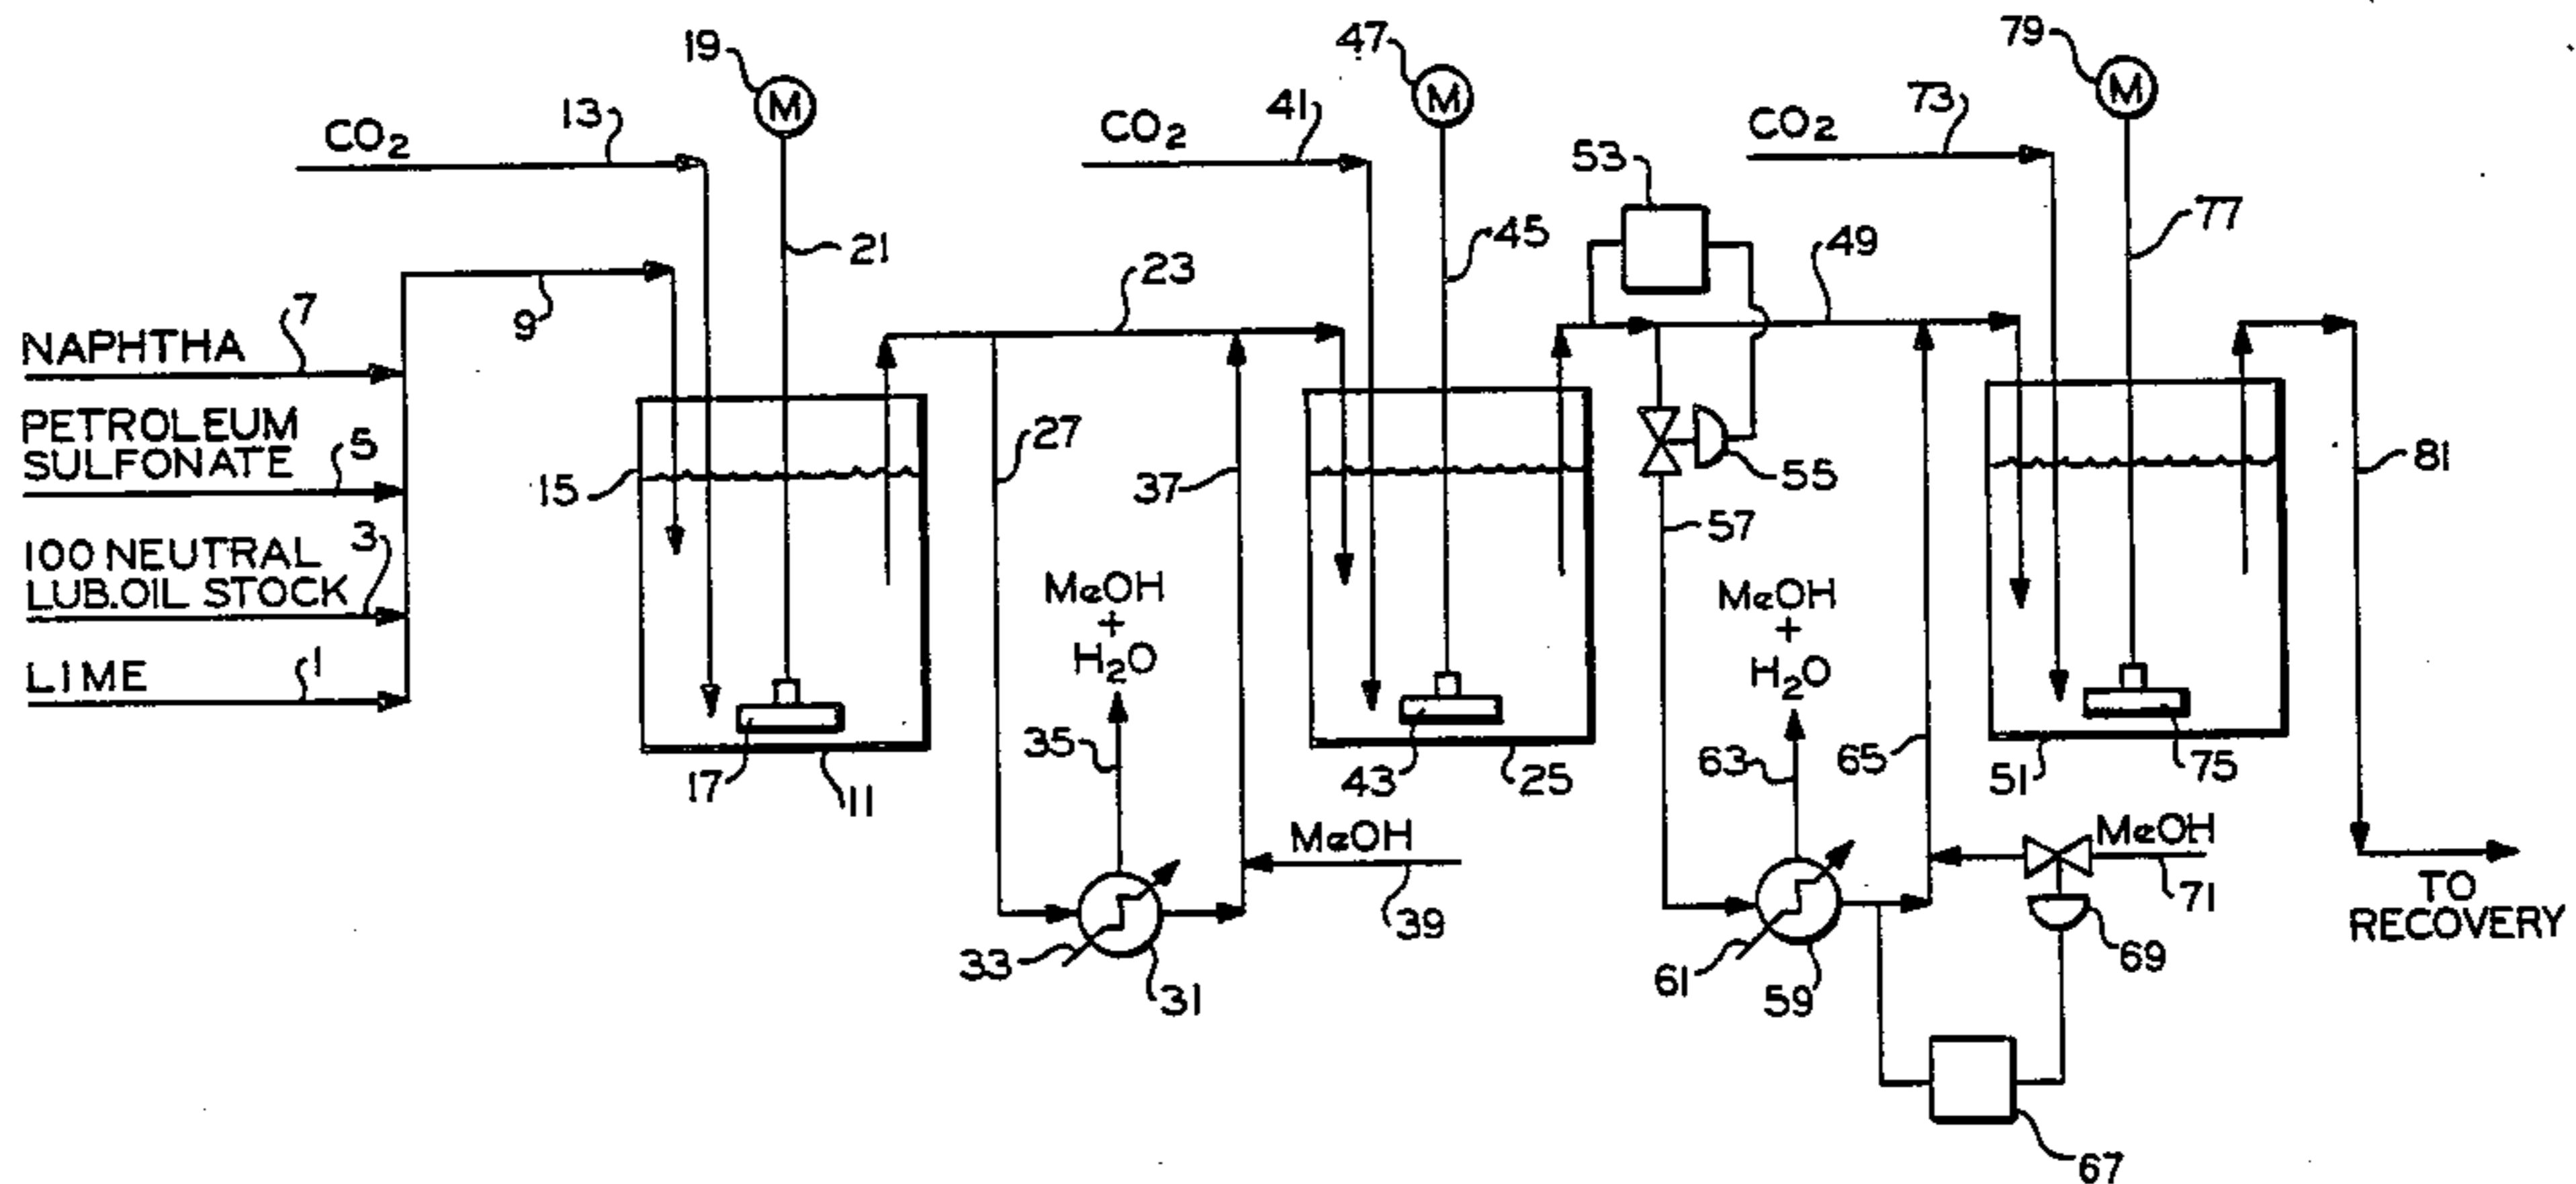 19
M
47
M
79
M
CO2
13
CO2
41
CO2
73
53
21
45
49
77
23
9
NAPHTHA
7
PETROLEUM
SULFONATE
5
100 NEUTRAL
LUB.OIL STOCK
3
LIME
1
15
27
37
55
57
81
MeOH
+
H2O
MeOH
+
H2O
35
63
65
17
11
43
25
51
75
MeOH
39
MeOH
71
33
31
61
59
69
TO
RECOVERY
67